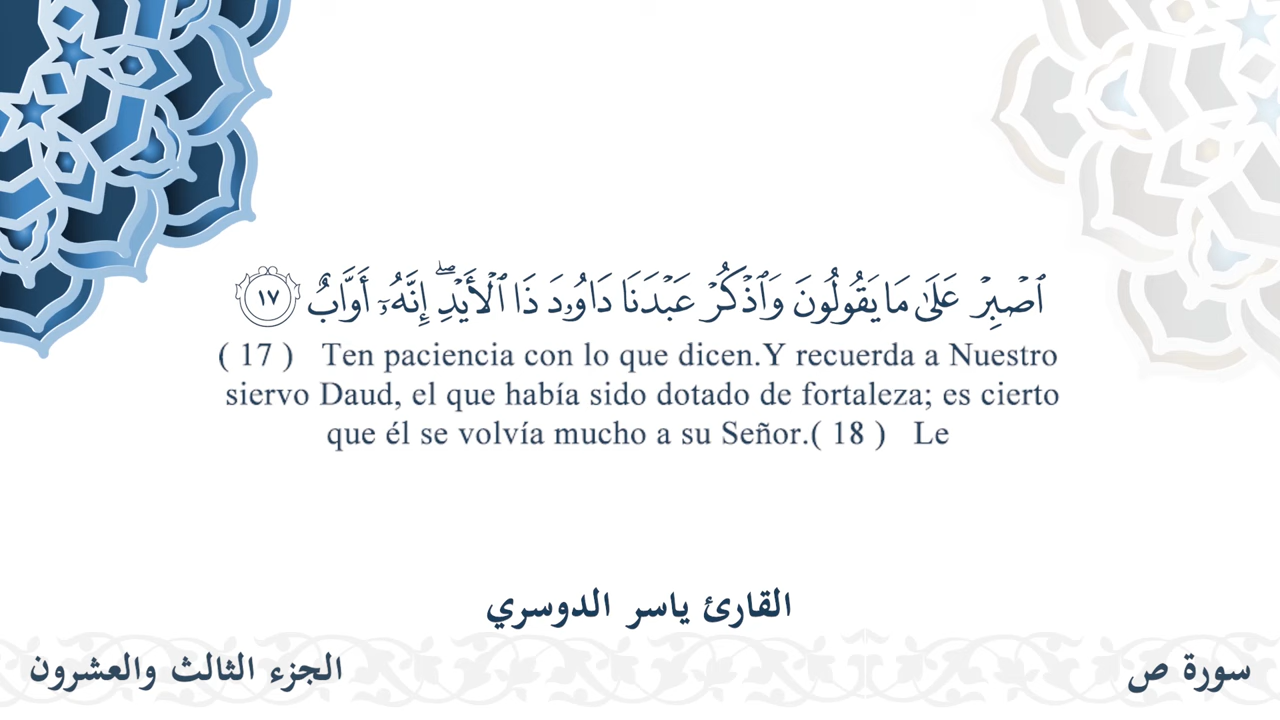 ٱصۡبِرۡ عَلَىٰ مَا يَقُولُونَ وَٱذۡكُرۡ عَبۡدَنَا دَاوُۥدَ ذَا ٱلۡأَيۡدِۖ إِنَّهُۥٓ أَوَّابٌ ١٧
( 17 ) Ten paciencia con lo que dicen.Y recuerda a Nuestro
siervo Daud, el que había sido dotado de fortaleza; es cierto
que él se volvía mucho a su Señor.( 18 ) Le
القارئ ياسر الدوسري
سورة ص
الجزء الثالث والعشرون